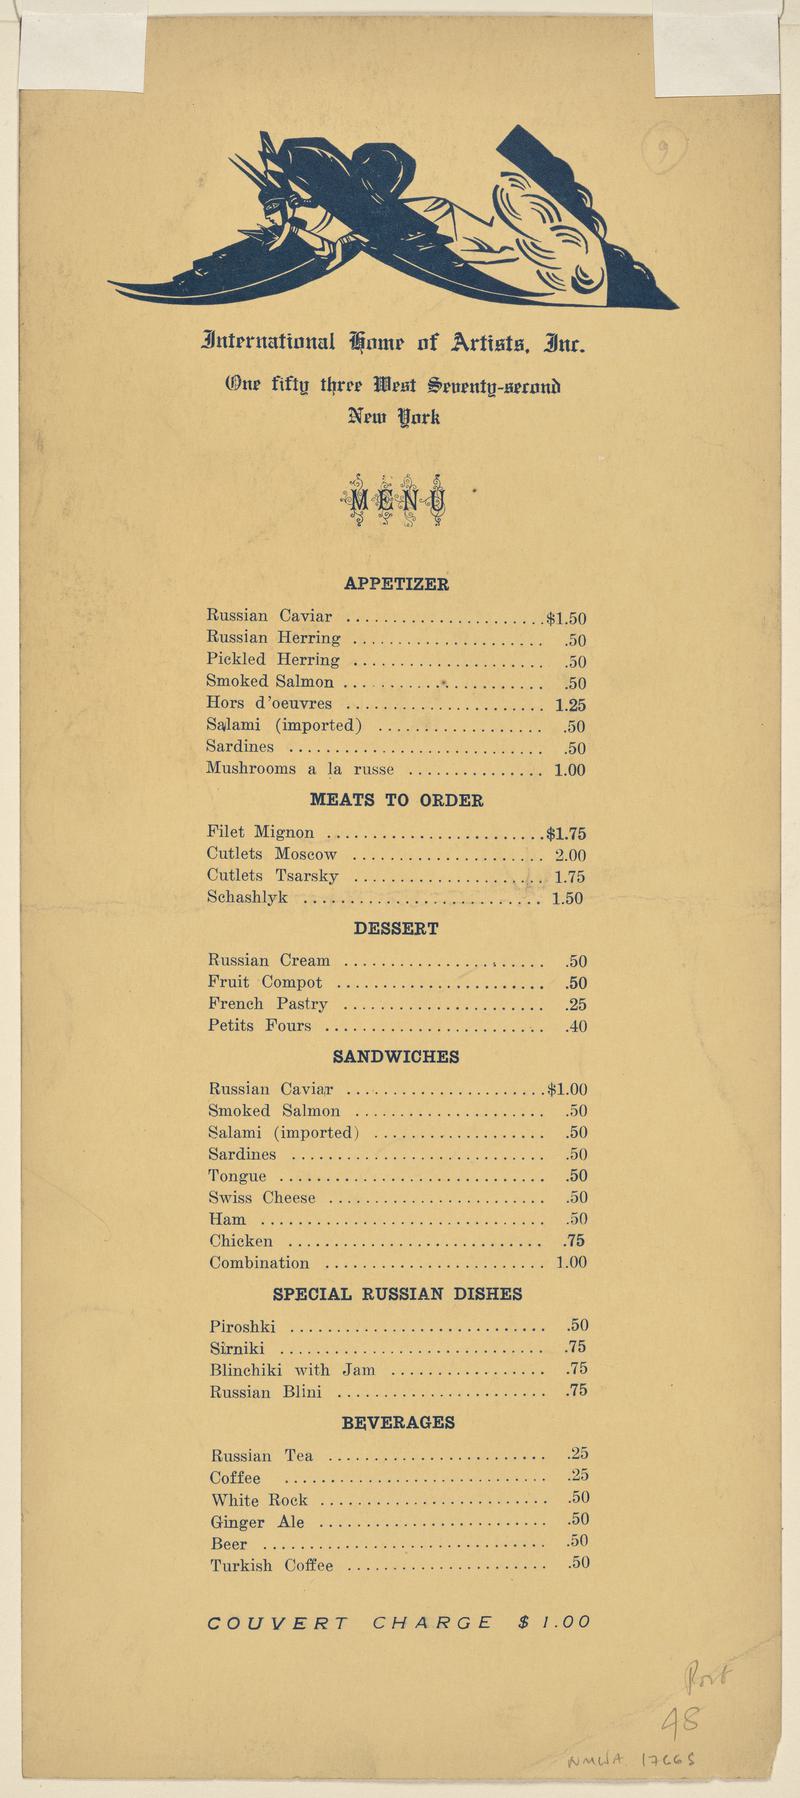 9
International Home of Artists, Inc.
One fifty three West Seventy-second
New York
MENU
APPETIZER
Russian Caviar ......................$1.50
Russian Herring ..................... .50
Pickled Herring ..................... .50
Smoked Salmon ...................... .50
Hors d'oeuvres ...................... 1.25
Salami (imported) .................. .50
Sardines ............................ .50
Mushrooms a la russe ............... 1.00
MEATS TO ORDER
Filet Mignon ........................$1.75
Cutlets Moscow ..................... 2.00
Cutlets Tsarsky ..................... 1.75
Schashlyk .......................... 1.50
DESSERT
Russian Cream ...................... .50
Fruit Compot ....................... .50
French Pastry ...................... .25
Petits Fours ........................ .40
SANDWICHES
Russian Caviar ......................$1.00
Smoked Salmon ..................... .50
Salami (imported) ................... .50
Sardines ............................ .50
Tongue ............................. .50
Swiss Cheese ........................ .50
Ham ............................... .50
Chicken ............................ .75
Combination ........................ 1.00
SPECIAL RUSSIAN DISHES
Piroshki ............................ .50
Sirniki ............................. .75
Blinchiki with Jam ................. .75
Russian Blini ....................... .75
BEVERAGES
Russian Tea ........................ .25
Coffee ............................. .25
White Rock ......................... .50
Ginger Ale ......................... .50
Beer ............................... .50
Turkish Coffee ...................... .50
COUVERT CHARGE $1.00
48